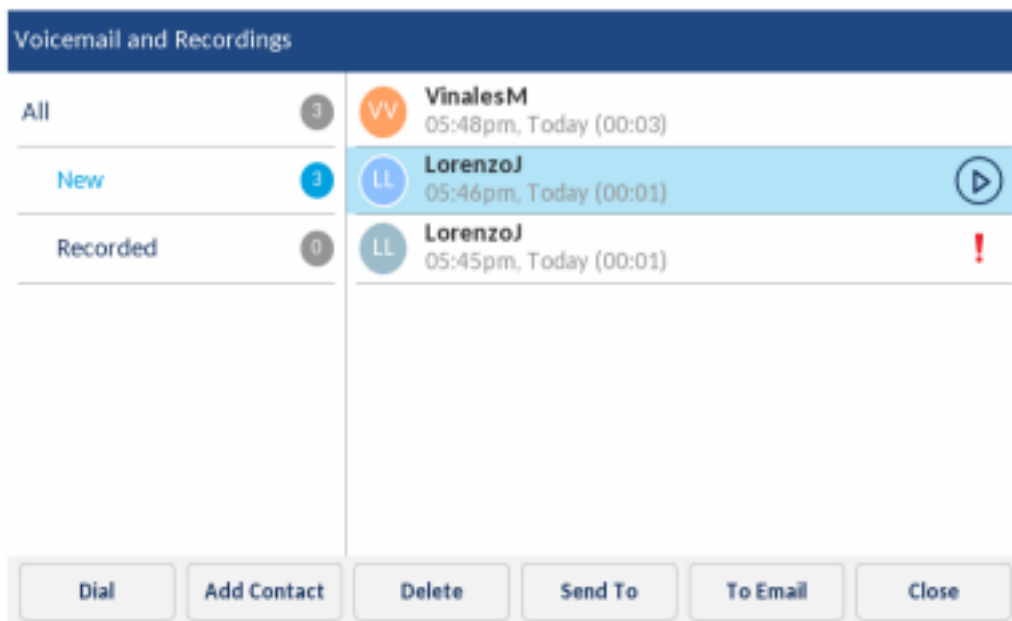 Voicemail and Recordings
All 3
New 3
Recorded 0
VV VinalesM
05:48pm, Today (00:03)
LL LorenzoJ
05:46pm, Today (00:01)
LL LorenzoJ
05:45pm, Today (00:01) !
Dial Add Contact Delete Send To To Email Close